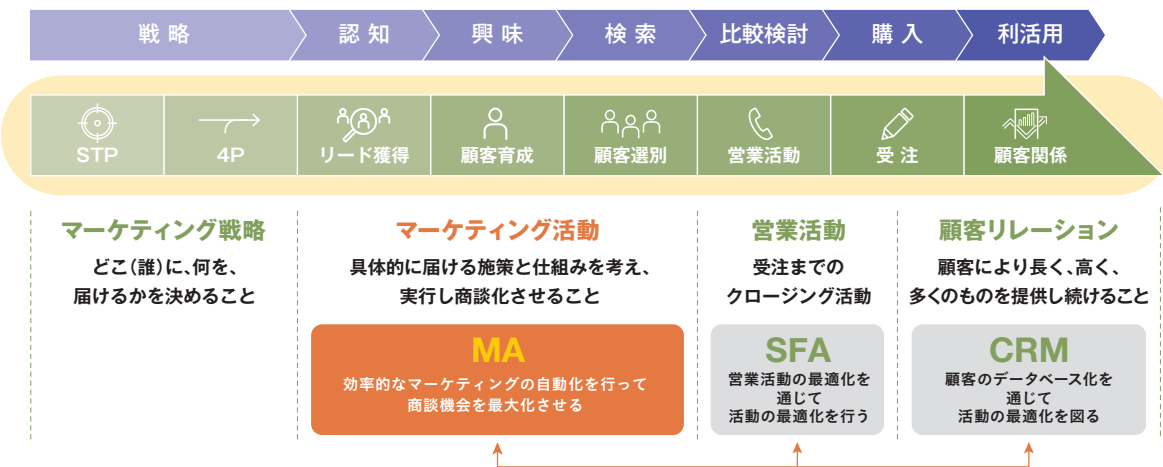 戦略
認知
興味
検索
比較検討
購入
利活用
STP
4P
リード獲得
顧客育成
顧客選別
営業活動
受注
顧客関係
マーケティング戦略
どこ（誰）に、何を、
届けるかを決めること
マーケティング活動
具体的に届ける施策と仕組みを考え、
実行し商談化させること
営業活動
受注までの
クロージング活動
顧客リレーション
顧客により長く、高く、
多くのものを提供し続けること
MA
効率的なマーケティングの自動化を行って
商談機会を最大化させる
SFA
営業活動の最適化を
通じて
活動の最適化を行う
CRM
顧客のデータベース化を
通じて
活動の最適化を図る